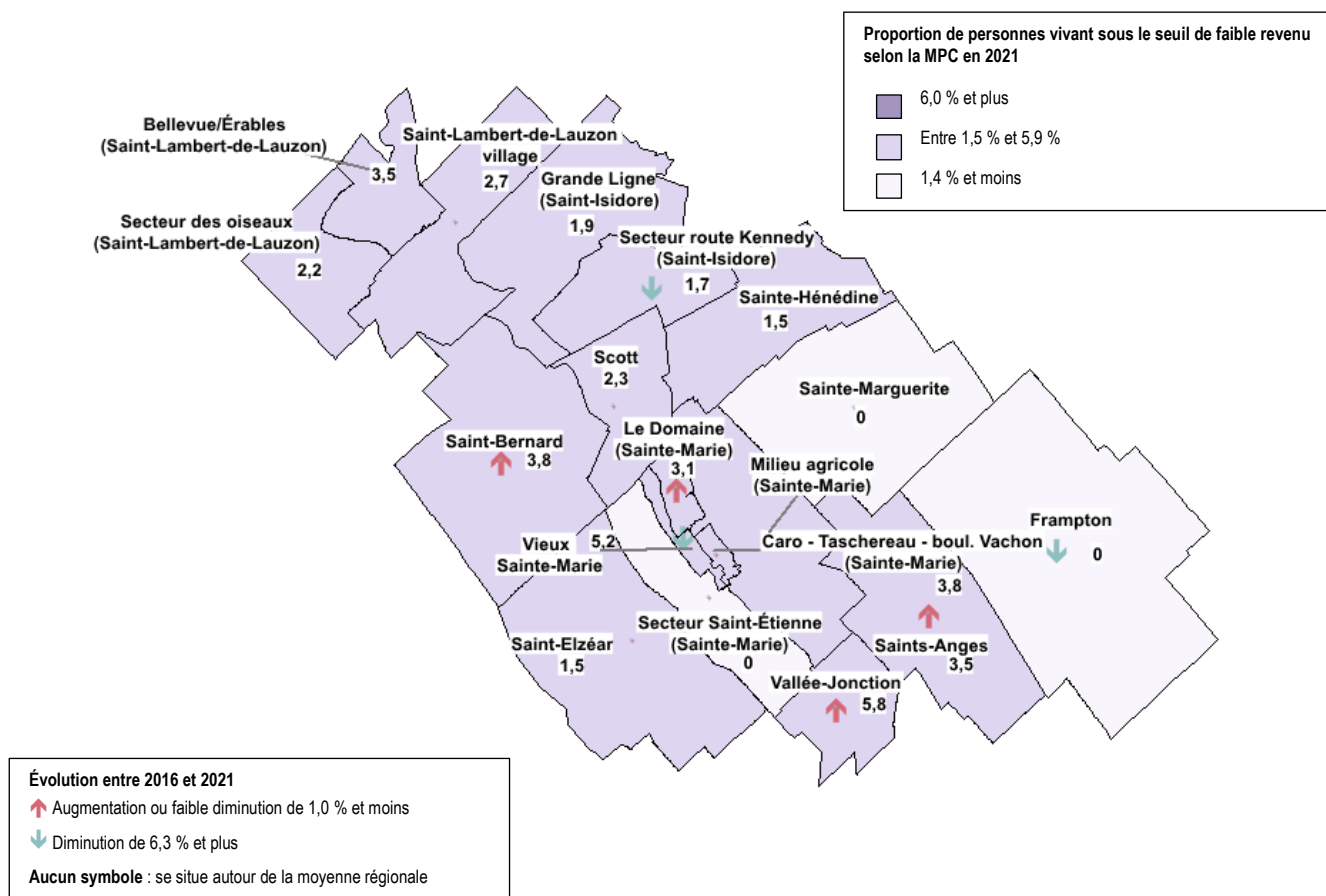 Proportion de personnes vivant sous le seuil de faible revenu
selon la MPC en 2021
6,0 % et plus
Entre 1,5 % et 5,9 %
1,4 % et moins
Bellevue/Érables
(Saint-Lambert-de-Lauzon)
3,5
Saint-Lambert-de-Lauzon
village
2,7
Grande Ligne
(Saint-Isidore)
1,9
Secteur des oiseaux
(Saint-Lambert-de-Lauzon)
2,2
Secteur route Kennedy
(Saint-Isidore)
1,7
Sainte-Hénédine
1,5
Scott
2,3
Sainte-Marguerite
0
Saint-Bernard
3,8
Le Domaine
(Sainte-Marie)
3,1
Milieu agricole
(Sainte-Marie)
Frampton
0
Vieux
Sainte-Marie
5,2
Caro - Taschereau - boul. Vachon
(Sainte-Marie)
3,8
Secteur Saint-Étienne
(Sainte-Marie)
0
Saint-Elzéar
1,5
Saints-Anges
3,5
Vallée-Jonction
5,8
Évolution entre 2016 et 2021
Augmentation ou faible diminution de 1,0 % et moins
Diminution de 6,3 % et plus
Aucun symbole : se situe autour de la moyenne régionale